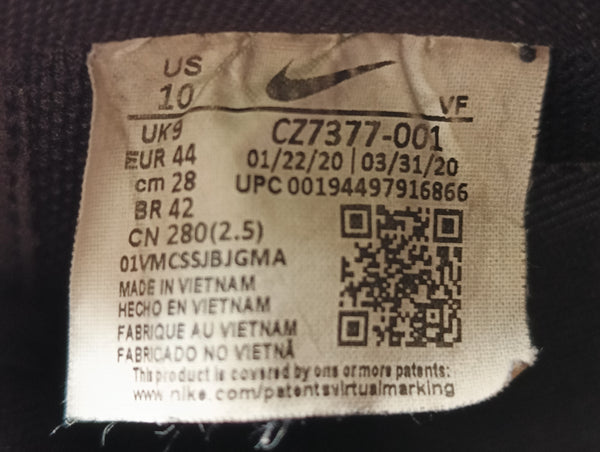 US
10
VF
UK9
CZ7377-001
EUR 44
01/22/20 | 03/31/20
cm 28
UPC 00194497916866
BR 42
CN 280(2.5)
01VMCSSJBJGMA
MADE IN VIETNAM
HECHO EN VIETNAM
FABRIQUE AU VIETNAM
FABRICADO NO VIETNÃ
This product is covered by one or more patents:
www.nike.com/patentsvirtualmarking